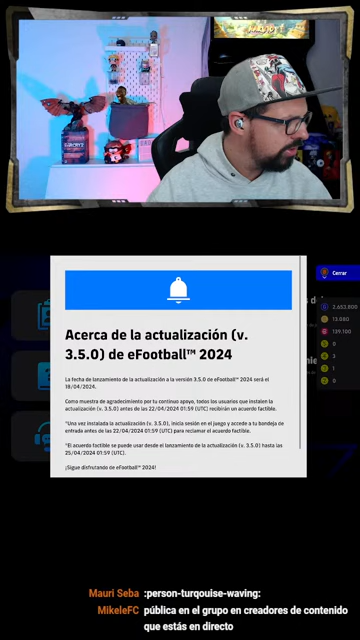 NARUTO
FARCRY
Cerrar
2.653.800
13.080
139.100
0
3
1
0
0
Acerca de la actualización (v.
3.5.0) de eFootball™ 2024
La fecha de lanzamiento de la actualización a la versión 3.5.0 de eFootball™ 2024 será el
18/04/2024.
Como muestra de agradecimiento por tu continuo apoyo, todos los usuarios que instalen la
actualización (v. 3.5.0) antes de las 22/04/2024 01:59 (UTC) recibirán un acuerdo factible.
*Una vez instalada la actualización, inicia sesión en el juego y accede a tu bandeja de
entrada antes de las 22/04/2024 01:59 (UTC) para reclamar el acuerdo factible.
*El acuerdo factible se puede usar desde el lanzamiento de la actualización (v. 3.5.0) hasta las
25/04/2024 01:59 (UTC).
¡Sigue disfrutando de eFootball™ 2024!
Mauri Seba :person-turqouise-waving:
MikeleFC pública en el grupo en creadores de contenido
que estás en directo